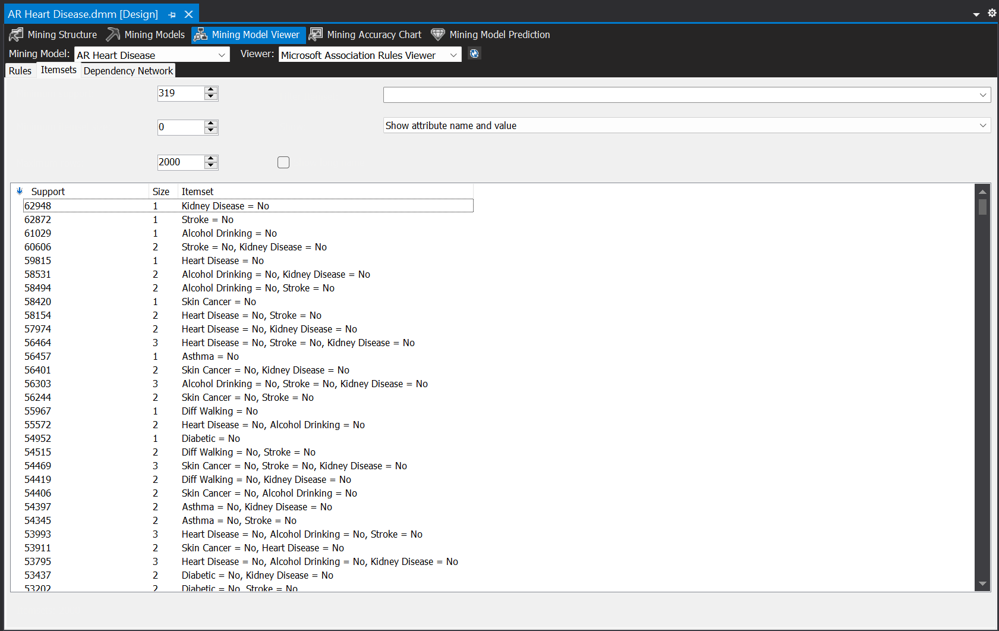 AR Heart Disease.dmm [Design]
Mining Structure Mining Models Mining Model Viewer Mining Accuracy Chart Mining Model Prediction
Mining Model: AR Heart Disease Viewer: Microsoft Association Rules Viewer
Rules Itemsets Dependency Network
319
0 Show attribute name and value
2000
Support Size Itemset
62948 1 Kidney Disease = No
62872 1 Stroke = No
61029 1 Alcohol Drinking = No
60606 2 Stroke = No, Kidney Disease = No
59815 1 Heart Disease = No
58531 2 Alcohol Drinking = No, Kidney Disease = No
58494 2 Alcohol Drinking = No, Stroke = No
58420 1 Skin Cancer = No
58154 2 Heart Disease = No, Stroke = No
57974 2 Heart Disease = No, Kidney Disease = No
56464 3 Heart Disease = No, Stroke = No, Kidney Disease = No
56457 1 Asthma = No
56401 2 Skin Cancer = No, Kidney Disease = No
56303 3 Alcohol Drinking = No, Stroke = No, Kidney Disease = No
56244 2 Skin Cancer = No, Stroke = No
55967 1 Diff Walking = No
55572 2 Heart Disease = No, Alcohol Drinking = No
54952 1 Diabetic = No
54515 2 Diff Walking = No, Stroke = No
54469 3 Skin Cancer = No, Stroke = No, Kidney Disease = No
54419 2 Diff Walking = No, Kidney Disease = No
54406 2 Skin Cancer = No, Alcohol Drinking = No
54397 2 Asthma = No, Kidney Disease = No
54345 2 Asthma = No, Stroke = No
53993 3 Heart Disease = No, Alcohol Drinking = No, Stroke = No
53911 2 Skin Cancer = No, Heart Disease = No
53795 3 Heart Disease = No, Alcohol Drinking = No, Kidney Disease = No
53437 2 Diabetic = No, Kidney Disease = No
53202 2 Diabetic = No, Stroke = No